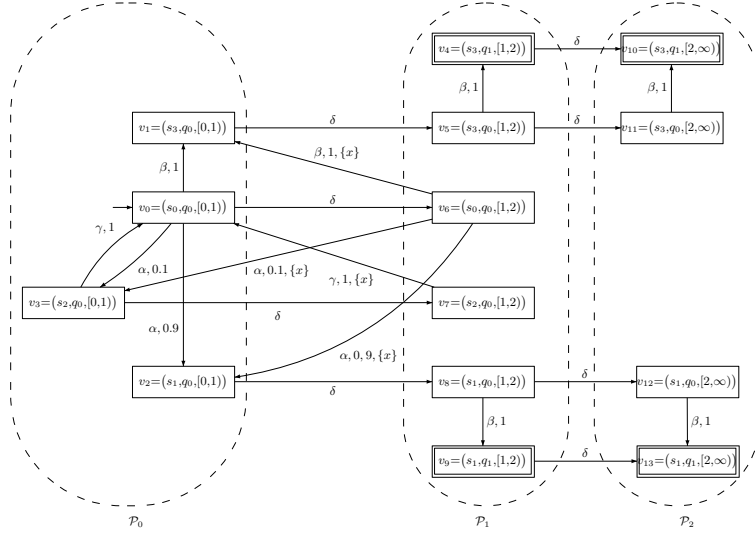 v₄=(s₃,q₁,[1,2)) δ v₁₀=(s₃,q₁,[2,∞))
β, 1 β, 1
v₁=(s₃,q₀,[0,1)) δ v₅=(s₃,q₀,[1,2)) δ v₁₁=(s₃,q₀,[2,∞))
β, 1, {x}
β, 1
v₀=(s₀,q₀,[0,1)) δ v₆=(s₀,q₀,[1,2))
γ, 1
α, 0.1 α, 0.1, {x} γ, 1, {x}
v₃=(s₂,q₀,[0,1)) δ v₇=(s₂,q₀,[1,2))
α, 0.9
α, 0, 9, {x}
v₂=(s₁,q₀,[0,1)) δ v₈=(s₁,q₀,[1,2)) δ v₁₂=(s₁,q₀,[2,∞))
β, 1 β, 1
v₉=(s₁,q₁,[1,2)) δ v₁₃=(s₁,q₁,[2,∞))
𝒫₀ 𝒫₁ 𝒫₂